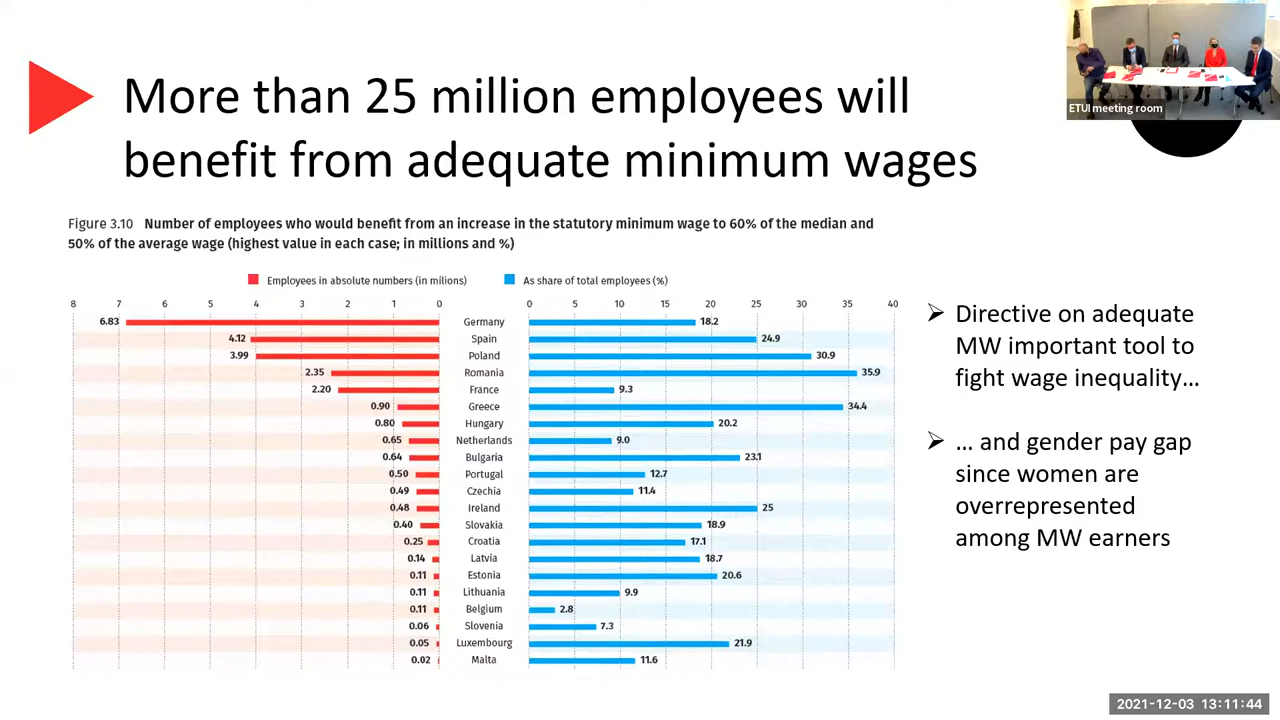 ETUI meeting room
More than 25 million employees will
benefit from adequate minimum wages
Figure 3.10 Number of employees who would benefit from an increase in the statutory minimum wage to 60% of the median and
50% of the average wage (highest value in each case; in millions and %)
Employees in absolute numbers (in milions) As share of total employees (%)
8 7 6 5 4 3 2 1 0 0 5 10 15 20 25 30 35 40
6.83 Germany 18.2
4.12 Spain 24.9
3.99 Poland 30.9
2.35 Romania 35.9
2.20 France 9.3
0.90 Greece 34.4
0.80 Hungary 20.2
0.65 Netherlands 9.0
0.64 Bulgaria 23.1
0.50 Portugal 12.7
0.49 Czechia 11.4
0.48 Ireland 25
0.40 Slovakia 18.9
0.25 Croatia 17.1
0.14 Latvia 18.7
0.11 Estonia 20.6
0.11 Lithuania 9.9
0.11 Belgium 2.8
0.06 Slovenia 7.3
0.05 Luxembourg 21.9
0.02 Malta 11.6
Directive on adequate
MW important tool to
fight wage inequality…
… and gender pay gap
since women are
overrepresented
among MW earners
2021-12-03 13:11:44